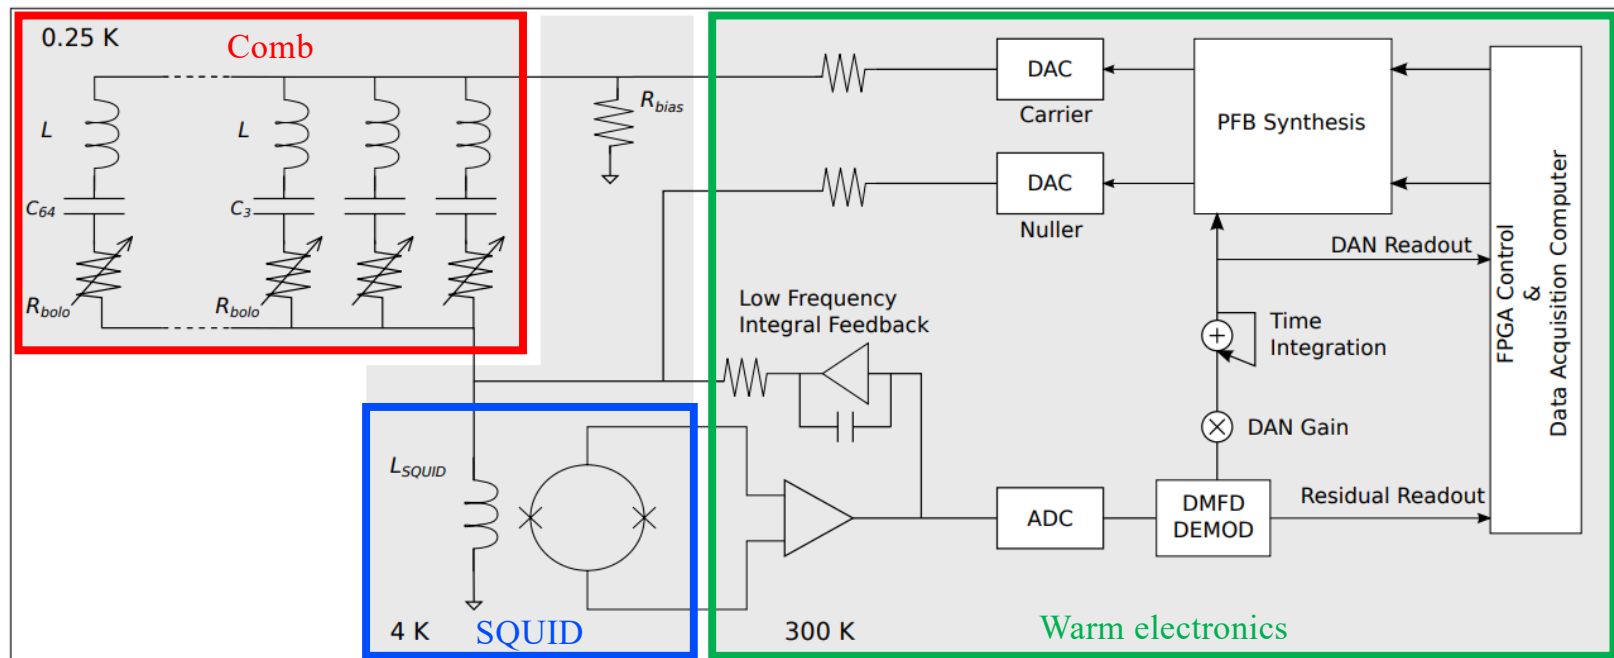 0.25 K
Comb
L
L
C64
C3
Rbolo
Rbolo
Rbias
DAC
Carrier
DAC
Nuller
PFB Synthesis
DAN Readout
FPGA Control
&
Data Acquisition Computer
Low Frequency
Integral Feedback
Time
Integration
DAN Gain
LSQUID
ADC
DMFD
DEMOD
Residual Readout
4 K
SQUID
300 K
Warm electronics